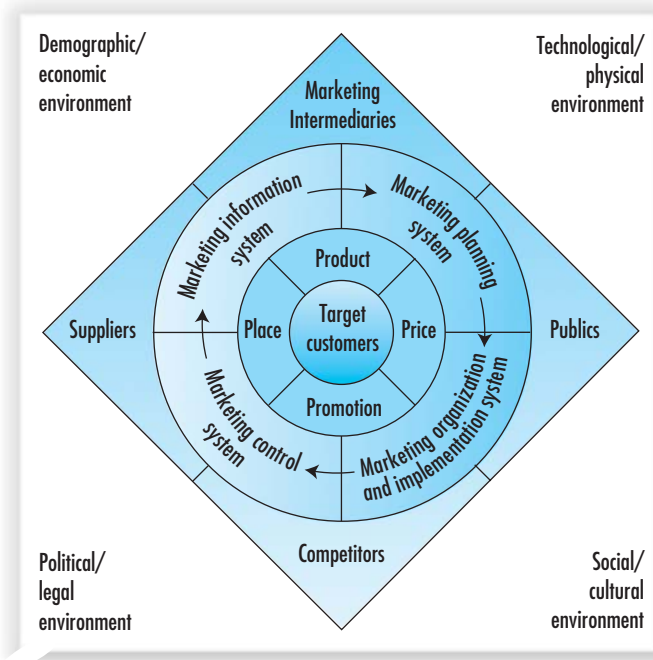 Demographic/
economic
environment
Technological/
physical
environment
Marketing
Intermediaries
Marketing information
system
Marketing planning
system
Product
Suppliers
Place
Target
customers
Price
Publics
Promotion
Marketing control
system
Marketing organization
and implementation system
Competitors
Political/
legal
environment
Social/
cultural
environment